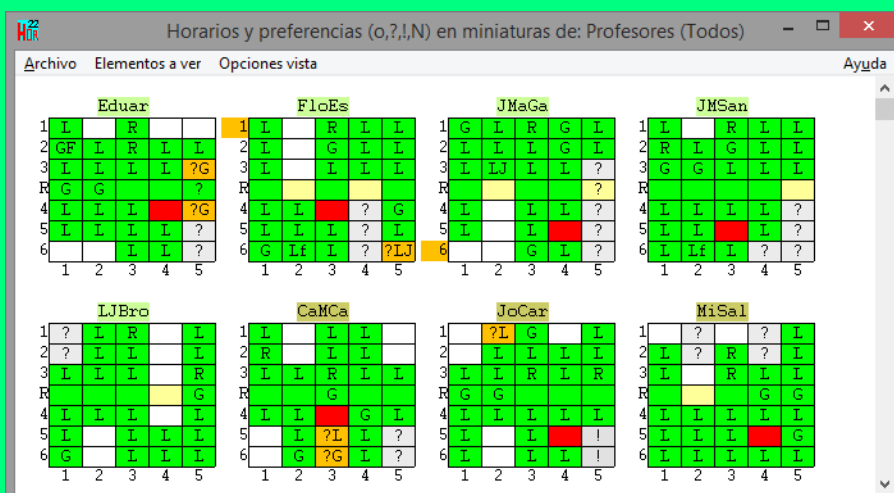 22
HOR
Horarios y preferencias (o,?,!,N) en miniaturas de: Profesores (Todos)
Archivo Elementos a ver Opciones vista Ayuda
Eduar FloEs JMaGa JMSan
1 L R 1 L R L L 1 G L R G L 1 L R L L
2 GF L R L L 2 L G L L 2 L L L G L 2 R L G L L
3 L L L L ?G 3 L L L L 3 L LJ L L ? 3 G G L L L
R G G ? R R ? R
4 L L L ?G 4 L L ? G 4 L L L ? 4 L L L L ?
5 L L L L ? 5 L L L ? L 5 L L ? 5 L L L ?
6 L L ? 6 G Lf L ? ?LJ 6 G L ? 6 L Lf L ? ?
1 2 3 4 5 1 2 3 4 5 1 2 3 4 5 1 2 3 4 5
LJBro CaMCa JoCar MiSal
1 ? L R L 1 L L L 1 ?L G L 1 ? ? L
2 ? L L L 2 R L L 2 L L L L 2 L ? R ? L
3 L L L R 3 L L R L L 3 L L R L R 3 L R L L
R G R G R G G R G G
4 L L L L 4 L L G L 4 L L L L L 4 L L L L L
5 L L L L 5 L ?L L ? 5 L L ! 5 L L L G
6 G L L L 6 G ?G L ? 6 L L L ! 6 L L L L L
1 2 3 4 5 1 2 3 4 5 1 2 3 4 5 1 2 3 4 5